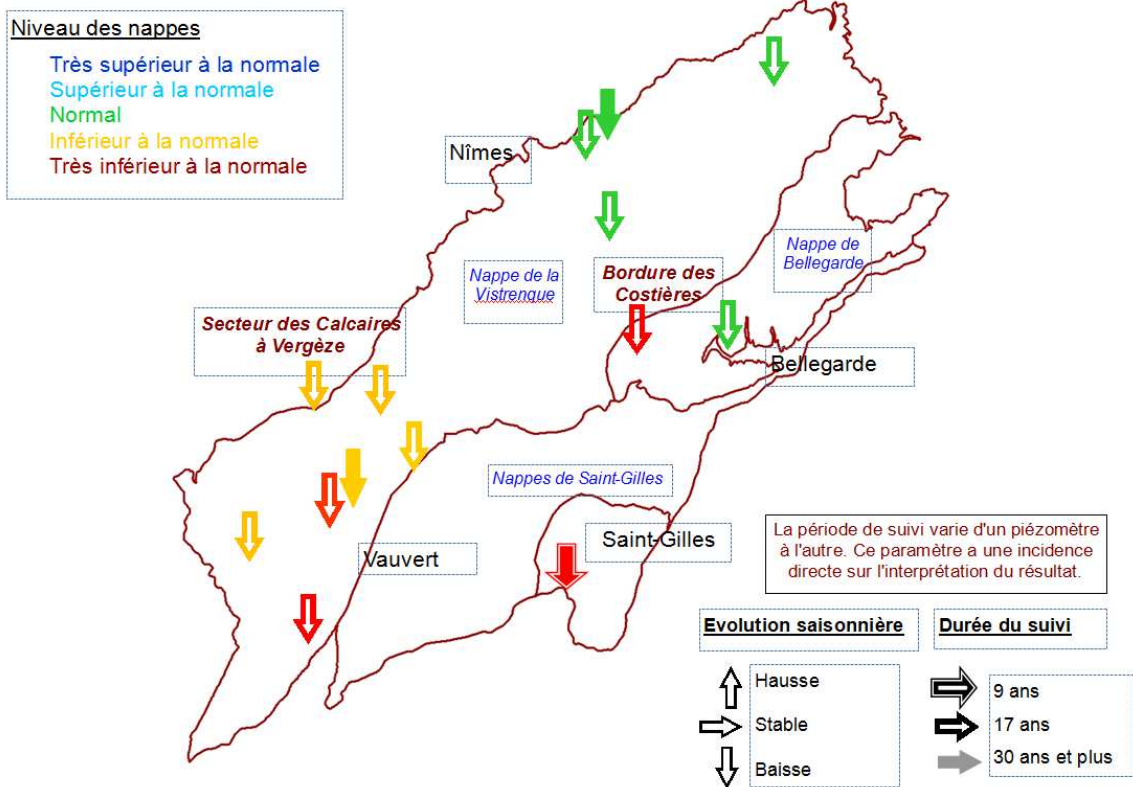 Niveau des nappes
Très supérieur à la normale
Supérieur à la normale
Normal
Inférieur à la normale
Très inférieur à la normale
Nîmes
Nappe de la
Vistrenque
Bordure des
Costières
Nappe de
Bellegarde
Secteur des Calcaires
à Vergèze
Bellegarde
Nappes de Saint-Gilles
Saint-Gilles
Vauvert
La période de suivi varie d'un piézomètre
à l'autre. Ce paramètre a une incidence
directe sur l'interprétation du résultat.
Evolution saisonnière
Hausse
Stable
Baisse
Durée du suivi
9 ans
17 ans
30 ans et plus